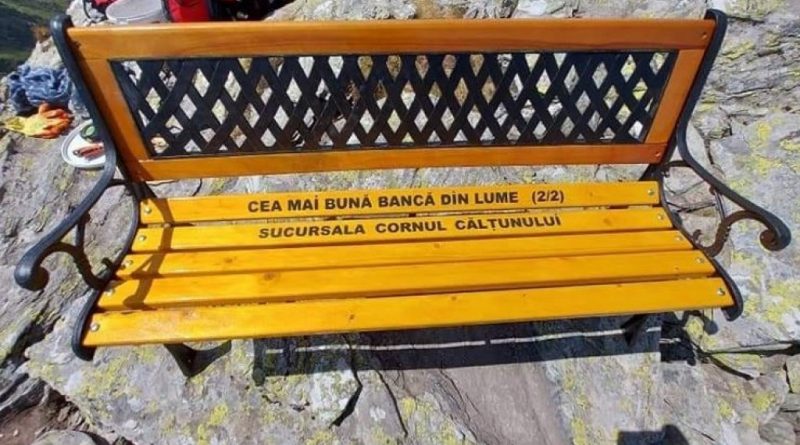 CEA MAI BUNĂ BANCĂ DIN LUME (2/2)
SUCURSALA CORNUL CĂLȚUNULUI